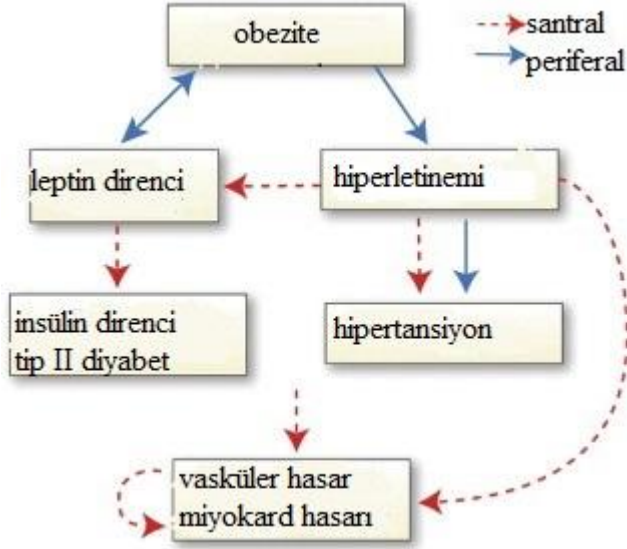 obezite
santral
periferal
leptin direnci
hiperletinemi
insülin direnci
tip II diyabet
hipertansiyon
vasküler hasar
miyokard hasarı